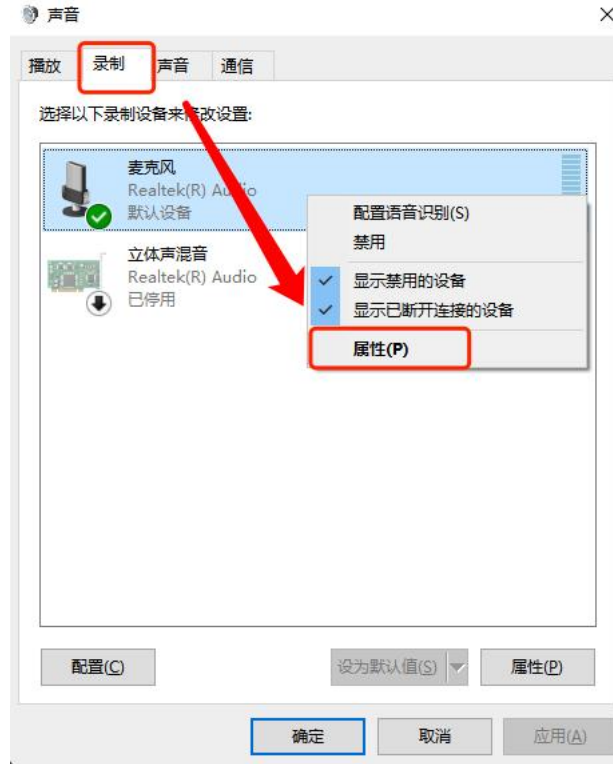 声音
播放 录制 声音 通信
选择以下录制设备来修改设置:
麦克风
Realtek(R) Audio
默认设备
立体声混音
Realtek(R) Audio
已停用
配置语音识别(S)
禁用
显示禁用的设备
显示已断开连接的设备
属性(P)
配置(C) 设为默认值(S) 属性(P)
确定 取消 应用(A)